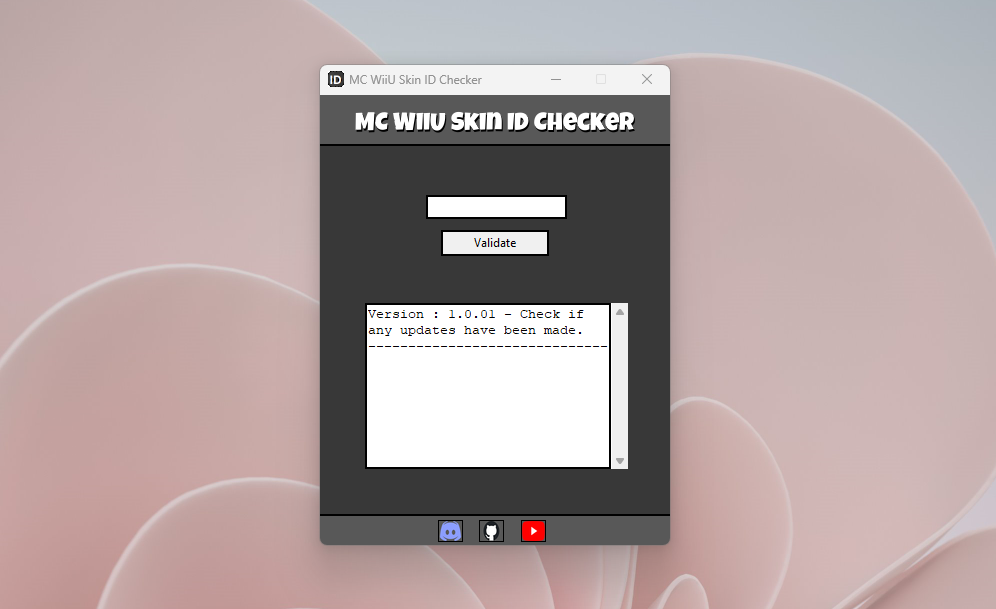 ID MC WiiU Skin ID Checker
MC WiiU Skin ID Checker
Validate
Version : 1.0.01 - Check if
any updates have been made.
------------------------------